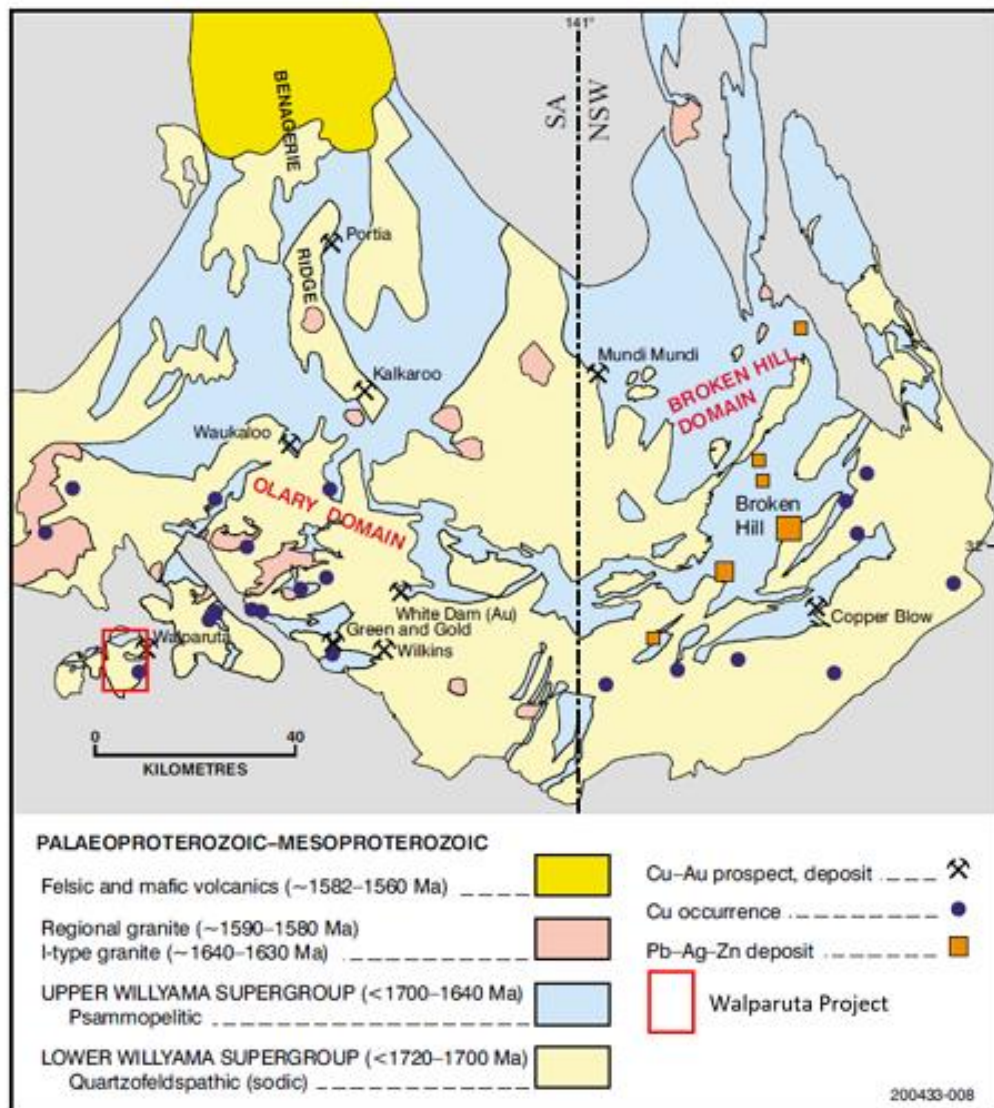 141°
BENAGERIE
SA
NSW
Portia
RIDGE
Mundi Mundi
Kalkaroo
BROKEN HILL
DOMAIN
Waukaloo
OLARY DOMAIN
Broken
Hill
32°
White Dam (Au)
Copper Blow
Green and Gold
Walparuta
Wilkins
0 40
KILOMETRES
PALAEOPROTEROZOIC–MESOPROTEROZOIC
Felsic and mafic volcanics (~1582–1560 Ma)
Regional granite (~1590–1580 Ma)
I-type granite (~1640–1630 Ma)
UPPER WILLYAMA SUPERGROUP (<1700–1640 Ma)
Psammopelitic
LOWER WILLYAMA SUPERGROUP (<1720–1700 Ma)
Quartzofeldspathic (sodic)
Cu–Au prospect, deposit
Cu occurrence
Pb–Ag–Zn deposit
Walparuta Project
200433-008